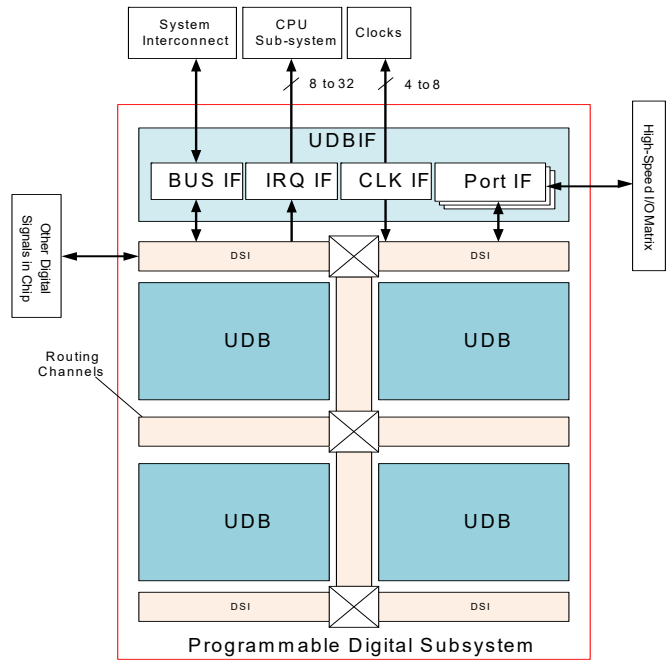 System
Interconnect
CPU
Sub-system
Clocks
8 to 32
4 to 8
UDBIF
BUS IF
IRQ IF
CLK IF
Port IF
High-Speed I/O Matrix
Other Digital
Signals in Chip
DSI
DSI
UDB
UDB
Routing
Channels
UDB
UDB
DSI
DSI
Programmable Digital Subsystem